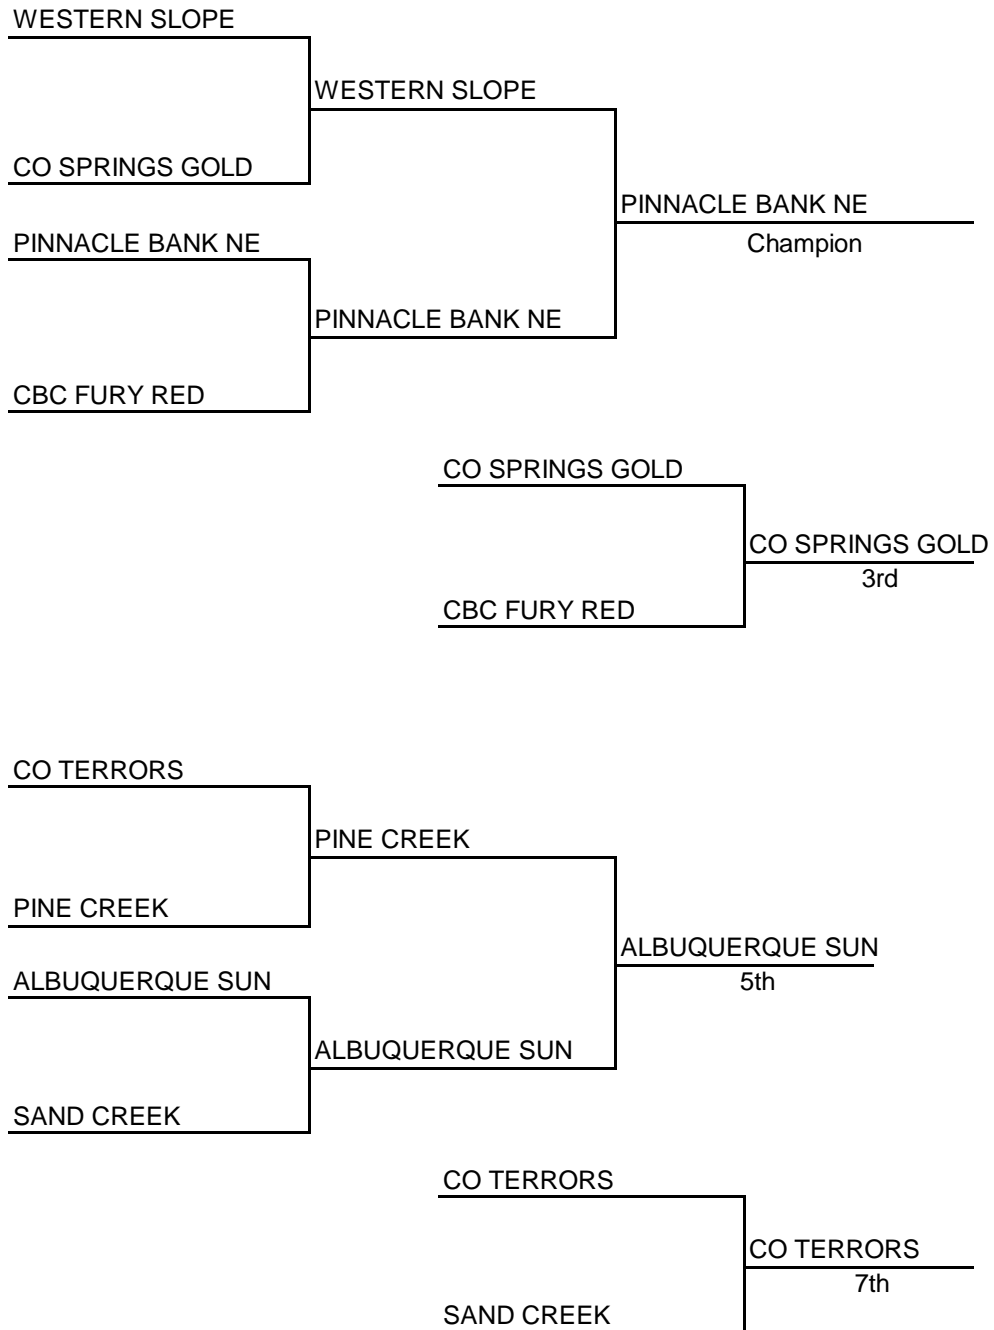 WESTERN SLOPE
WESTERN SLOPE
CO SPRINGS GOLD
PINNACLE BANK NE
Champion
PINNACLE BANK NE
PINNACLE BANK NE
CBC FURY RED
CO SPRINGS GOLD
CO SPRINGS GOLD
3rd
CBC FURY RED
CO TERRORS
PINE CREEK
PINE CREEK
ALBUQUERQUE SUN
5th
ALBUQUERQUE SUN
ALBUQUERQUE SUN
SAND CREEK
CO TERRORS
CO TERRORS
7th
SAND CREEK